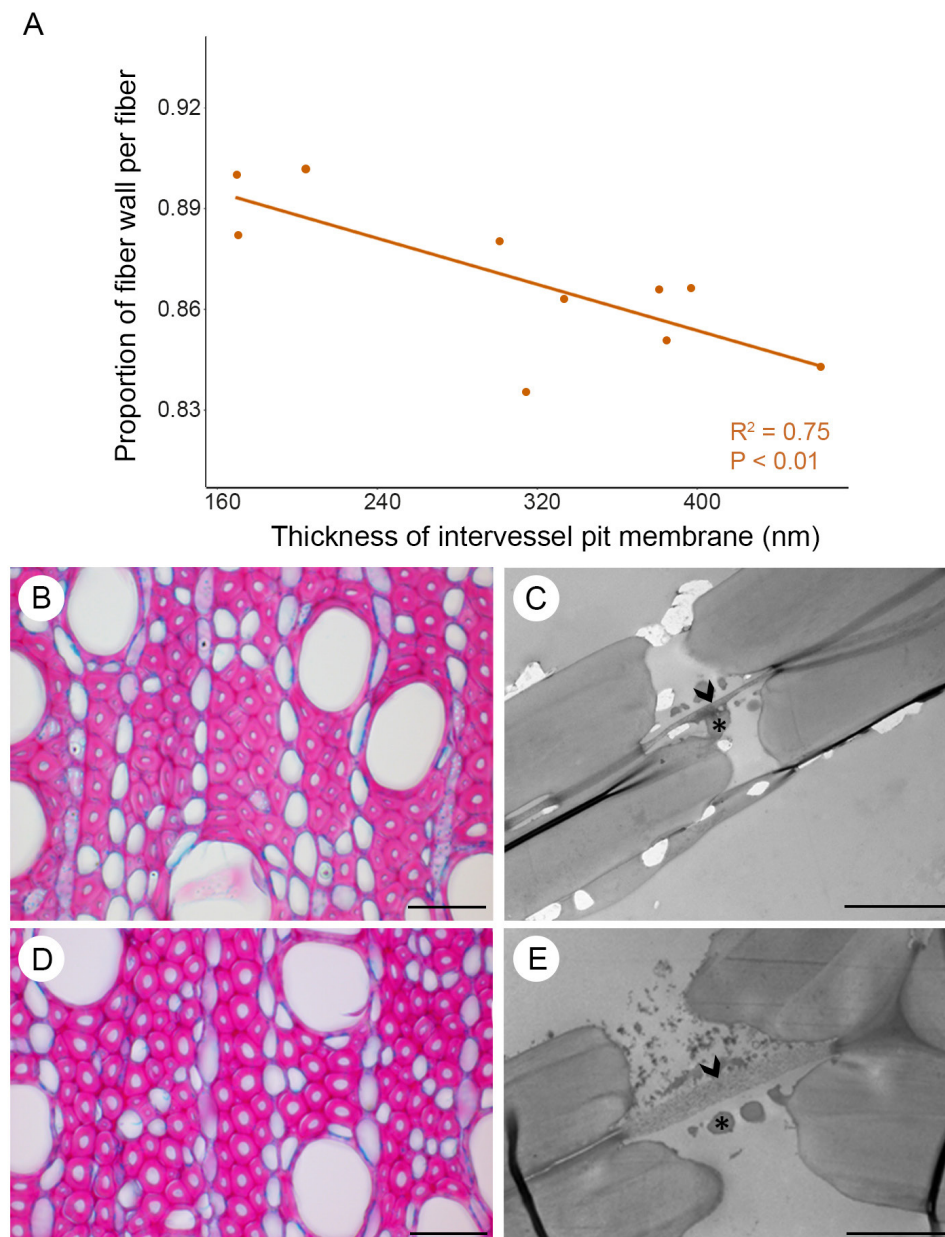 A
Proportion of fiber wall per fiber
0.92
0.89
0.86
0.83
R² = 0.75
P < 0.01
160 240 320 400
Thickness of intervessel pit membrane (nm)
B
C
*
D
E
*